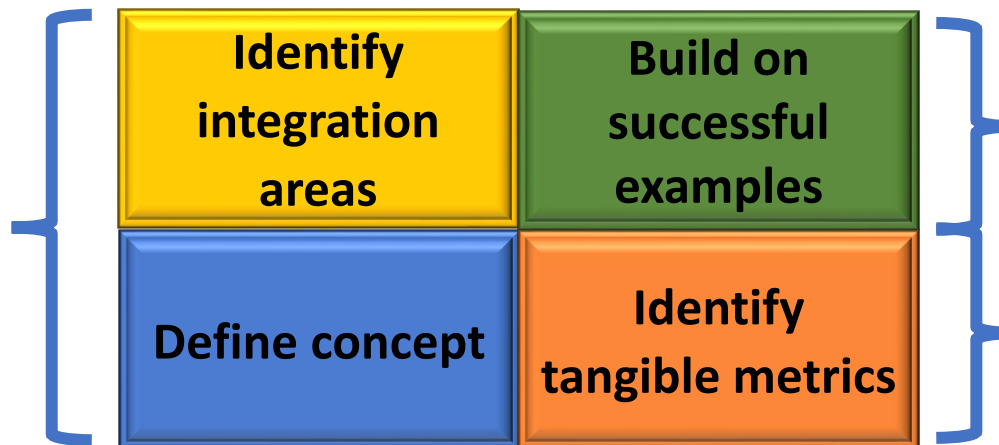 Identify
integration
areas
Build on
successful
examples
Define concept
Identify
tangible metrics